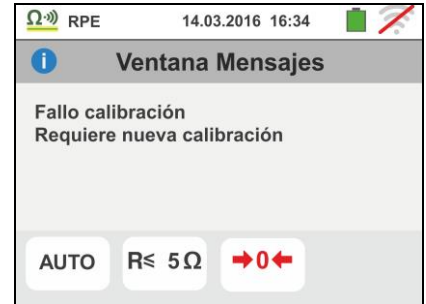 Ω RPE 14.03.2016 16:34
Ventana Mensajes
Fallo calibración
Requiere nueva calibración
AUTO R≤ 5Ω →0←